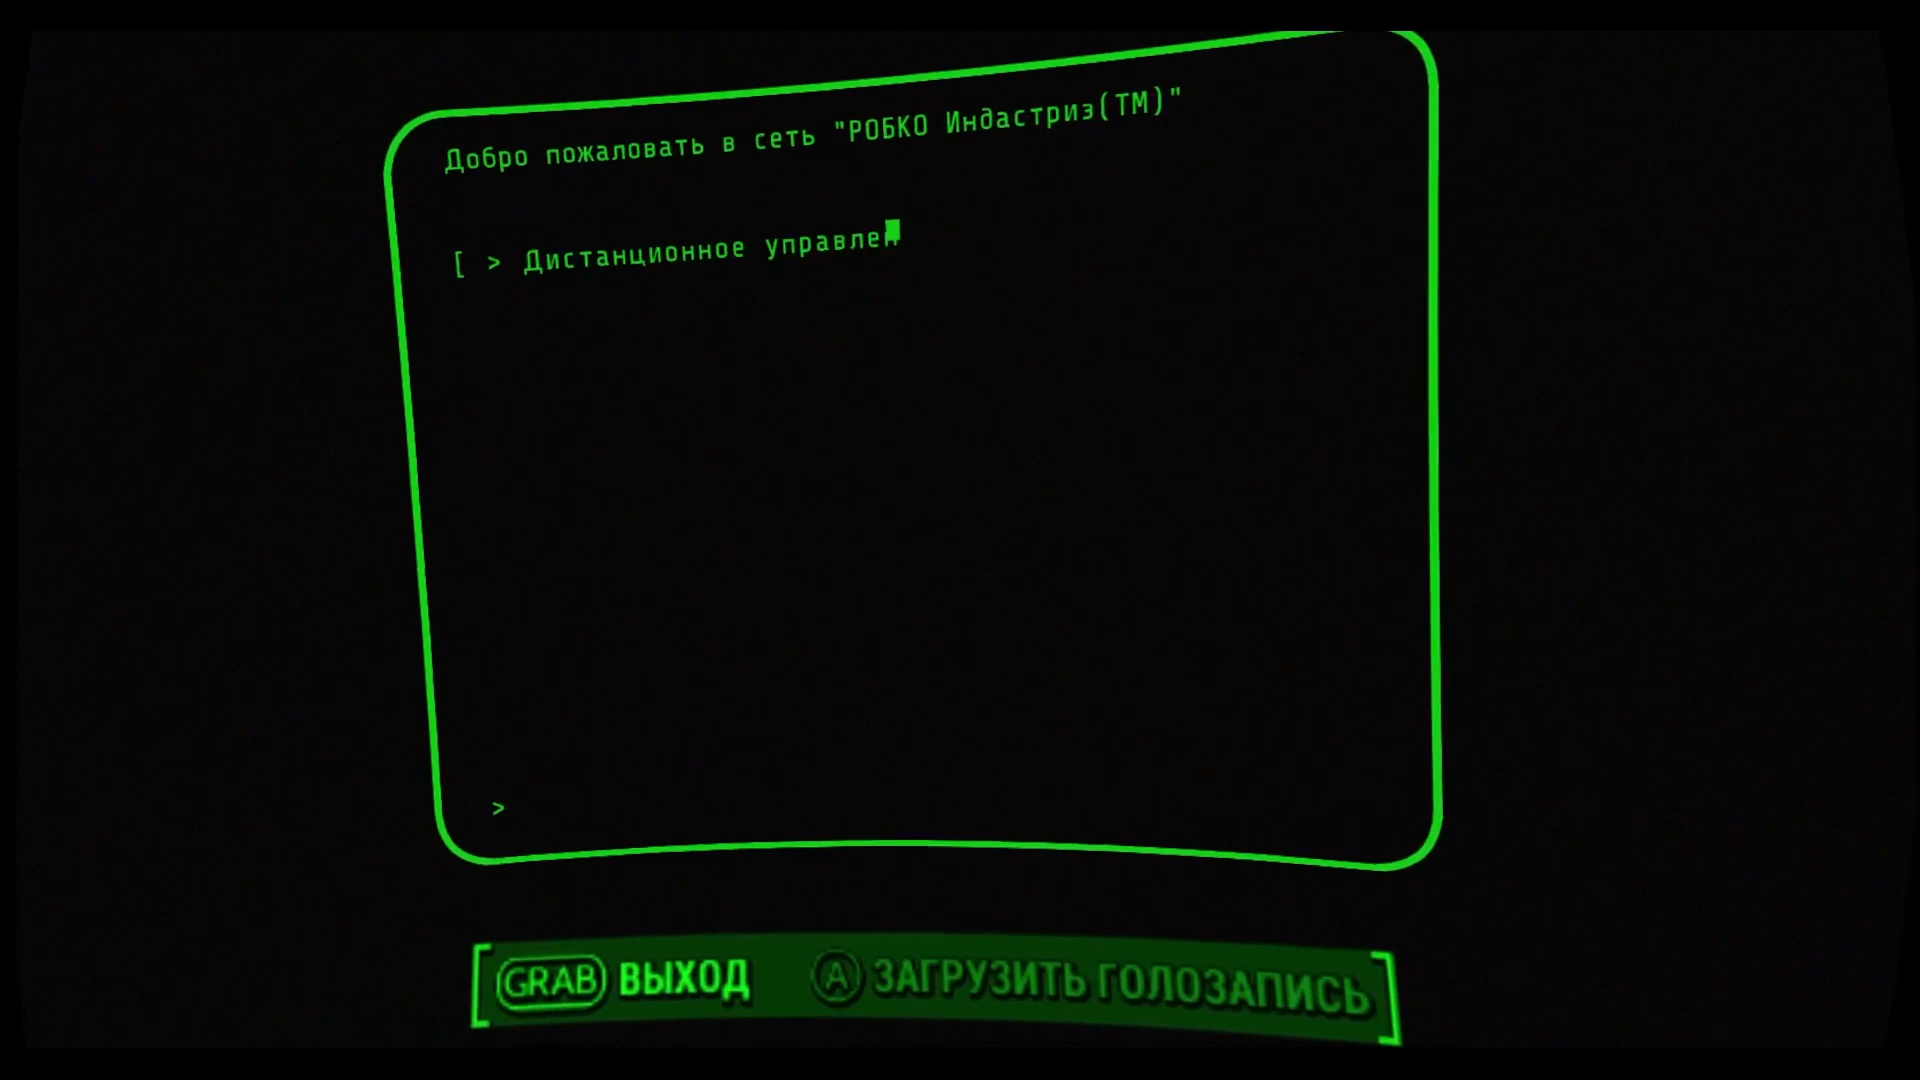 Добро пожаловать в сеть "РОБКО Индастриз(ТМ)"
[ > Дистанционное управлен
>
GRAB ВЫХОД A ЗАГРУЗИТЬ ГОЛОЗАПИСЬ